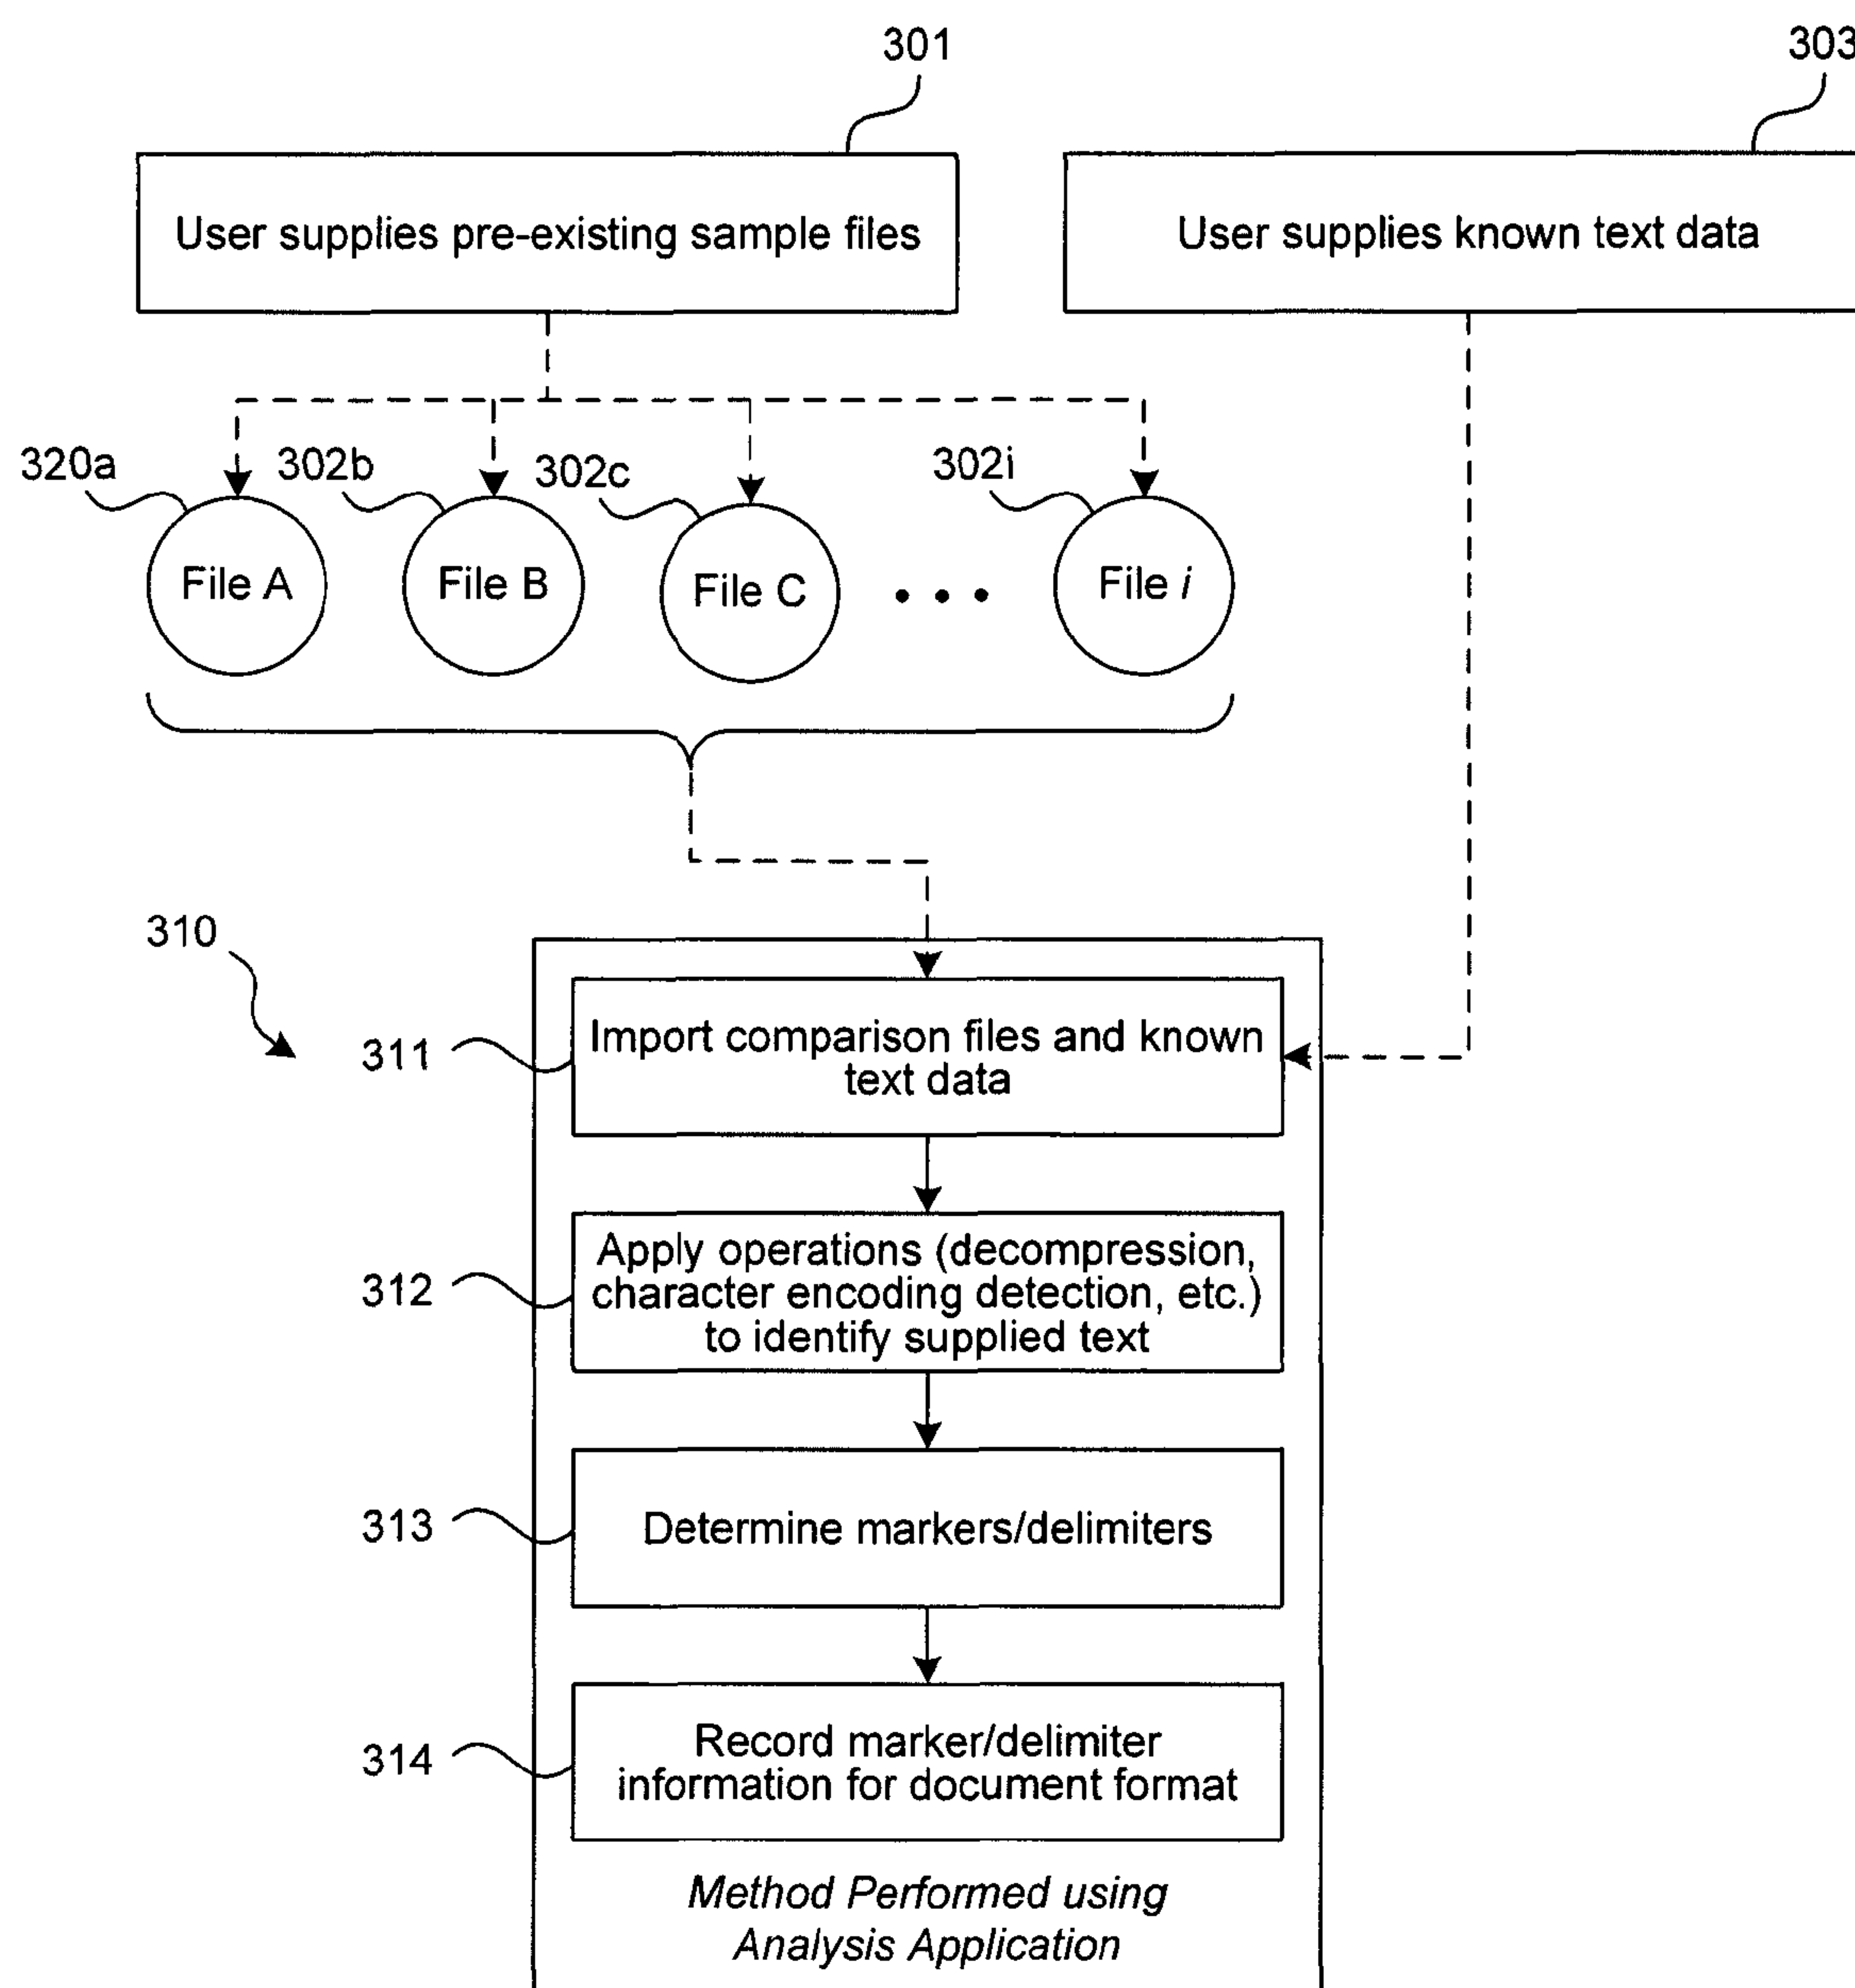 301
303
User supplies pre-existing sample files
User supplies known text data
320a
302b
302c
302i
File A
File B
File C
• • •
File i
310
311
Import comparison files and known
text data
312
Apply operations (decompression,
character encoding detection, etc.)
to identify supplied text
313
Determine markers/delimiters
314
Record marker/delimiter
information for document format
Method Performed using
Analysis Application